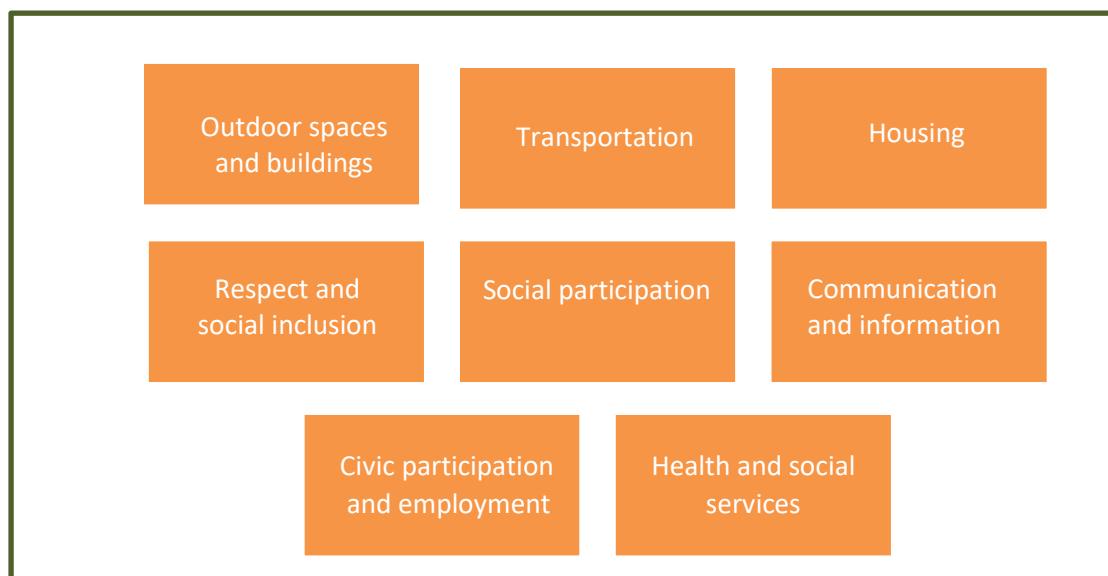 Outdoor spaces
and buildings
Transportation
Housing
Respect and
social inclusion
Social participation
Communication
and information
Civic participation
and employment
Health and social
services